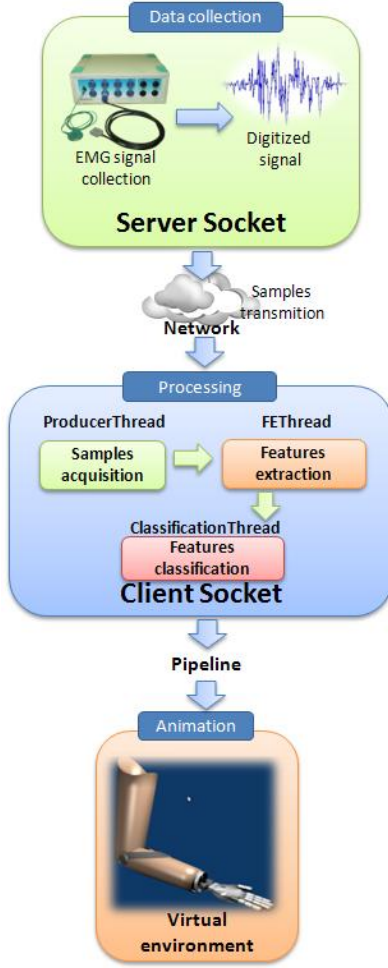 Data collection
EMG signal
collection
Digitized
signal
Server Socket
Samples
transmition
Network
Processing
ProducerThread
FEThread
Samples
acquisition
Features
extraction
ClassificationThread
Features
classification
Client Socket
Pipeline
Animation
Virtual
environment